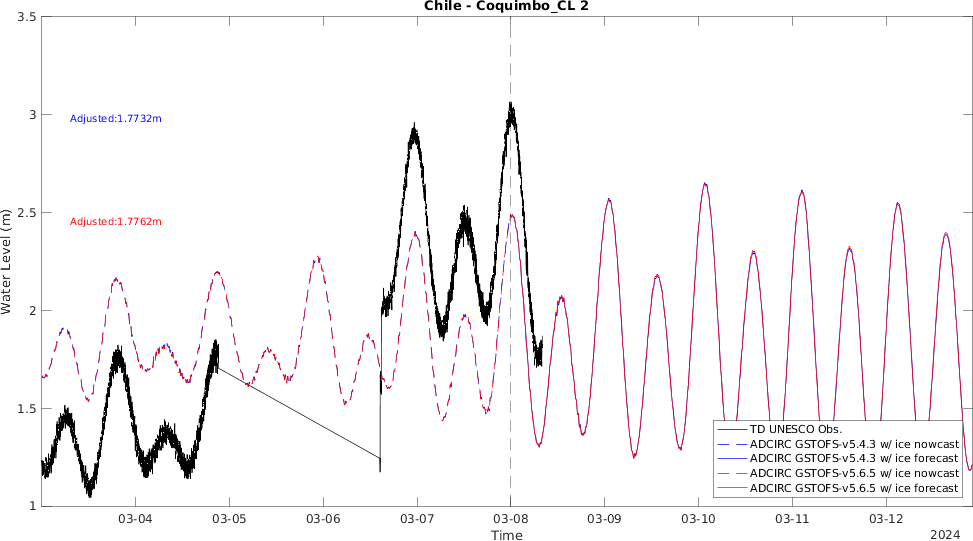 Chile - Coquimbo_CL 2
3.5
3
2.5
2
1.5
1
Water Level (m)
Adjusted:1.7732m
Adjusted:1.7762m
TD UNESCO Obs.
ADCIRC GSTOFS-v5.4.3 w/ ice nowcast
ADCIRC GSTOFS-v5.4.3 w/ ice forecast
ADCIRC GSTOFS-v5.6.5 w/ ice nowcast
ADCIRC GSTOFS-v5.6.5 w/ ice forecast
03-04 03-05 03-06 03-07 03-08 03-09 03-10 03-11 03-12
Time
2024